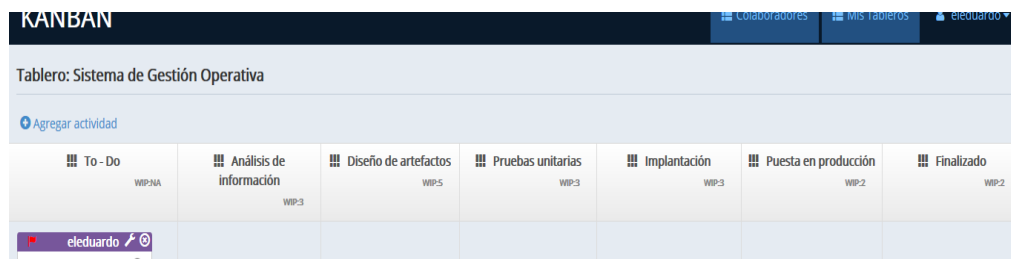 KANBAN
Colaboradores
Mis Tableros
eleduardo
Tablero: Sistema de Gestión Operativa
Agregar actividad
To - Do
WIP:NA
Análisis de
información
WIP:3
Diseño de artefactos
WIP:5
Pruebas unitarias
WIP:3
Implantación
WIP:3
Puesta en producción
WIP:2
Finalizado
WIP:2
eleduardo